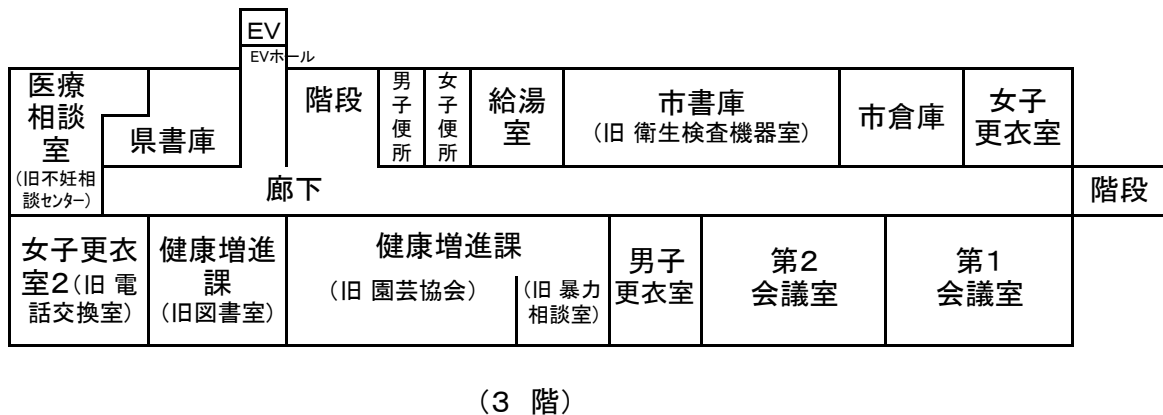 EV
EVホール
医療
相談
室
(旧不妊相
談センター)
県書庫
階段
男子便所
女子便所
給湯
室
市書庫
(旧 衛生検査機器室)
市倉庫
女子
更衣室
廊下
階段
女子更衣
室2(旧 電
話交換室)
健康増進
課
(旧図書室)
健康増進課
(旧 園芸協会)
(旧 暴力
相談室)
男子
更衣室
第2
会議室
第1
会議室
(3 階)